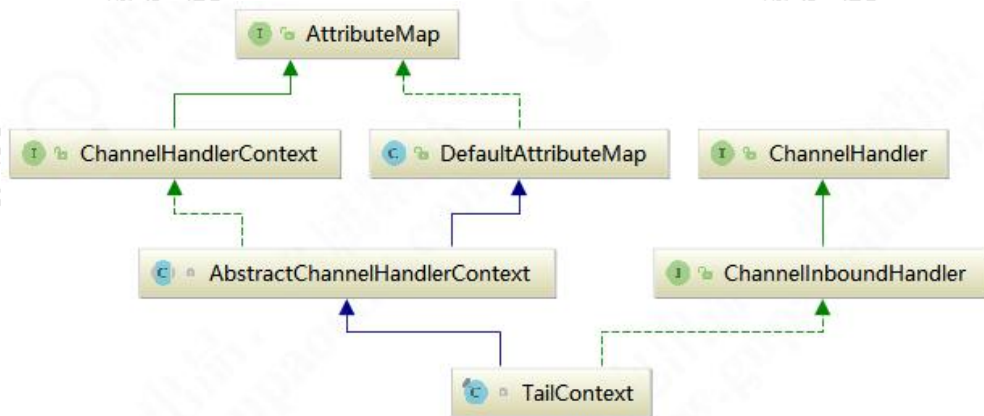 I AttributeMap
I ChannelHandlerContext
C DefaultAttributeMap
I ChannelHandler
C AbstractChannelHandlerContext
I ChannelInboundHandler
C TailContext